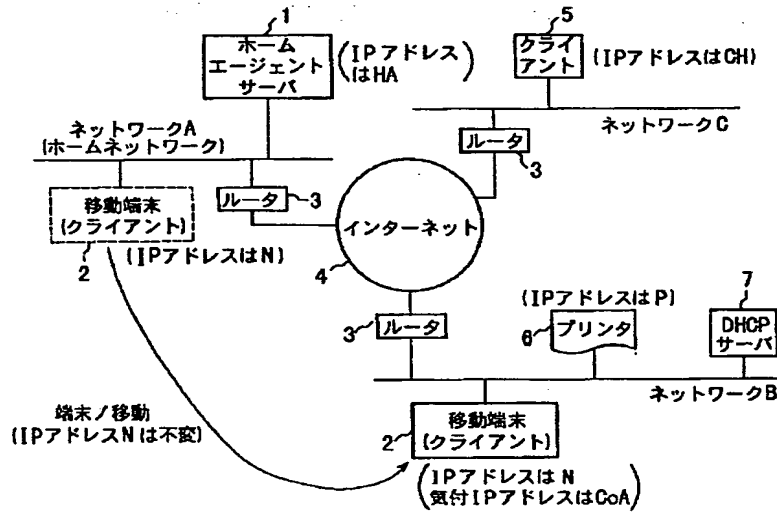 1
ホーム
エージェント
サーバ
(IPアドレス
はHA)
5
クライ
アント
(IPアドレスはCH)
ネットワークA
(ホームネットワーク)
ネットワークC
ルータ
3
ルータ
3
移動端末
(クライアント)
2
(IPアドレスはN)
インターネット
4
(IPアドレスはP)
7
3
ルータ
6
プリンタ
DHCP
サーバ
ネットワークB
端末ノ移動
(IPアドレスNは不変)
2
移動端末
(クライアント)
(IPアドレスはN
気付IPアドレスはCoA)